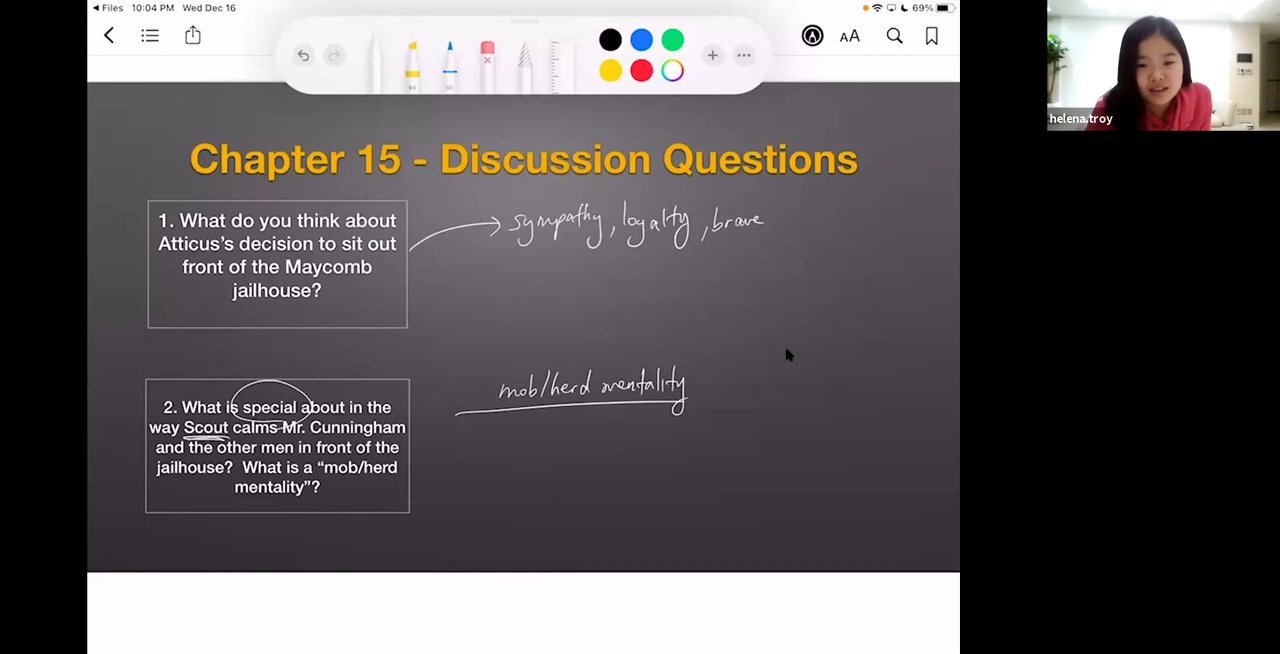 Files 10:04 PM Wed Dec 16
69%
AA
Chapter 15 - Discussion Questions
1. What do you think about
Atticus's decision to sit out
front of the Maycomb
jailhouse?
sympathy, loyalty, brave
mob/herd mentality
2. What is special about in the
way Scout calms Mr. Cunningham
and the other men in front of the
jailhouse? What is a "mob/herd
mentality"?
helena.troy